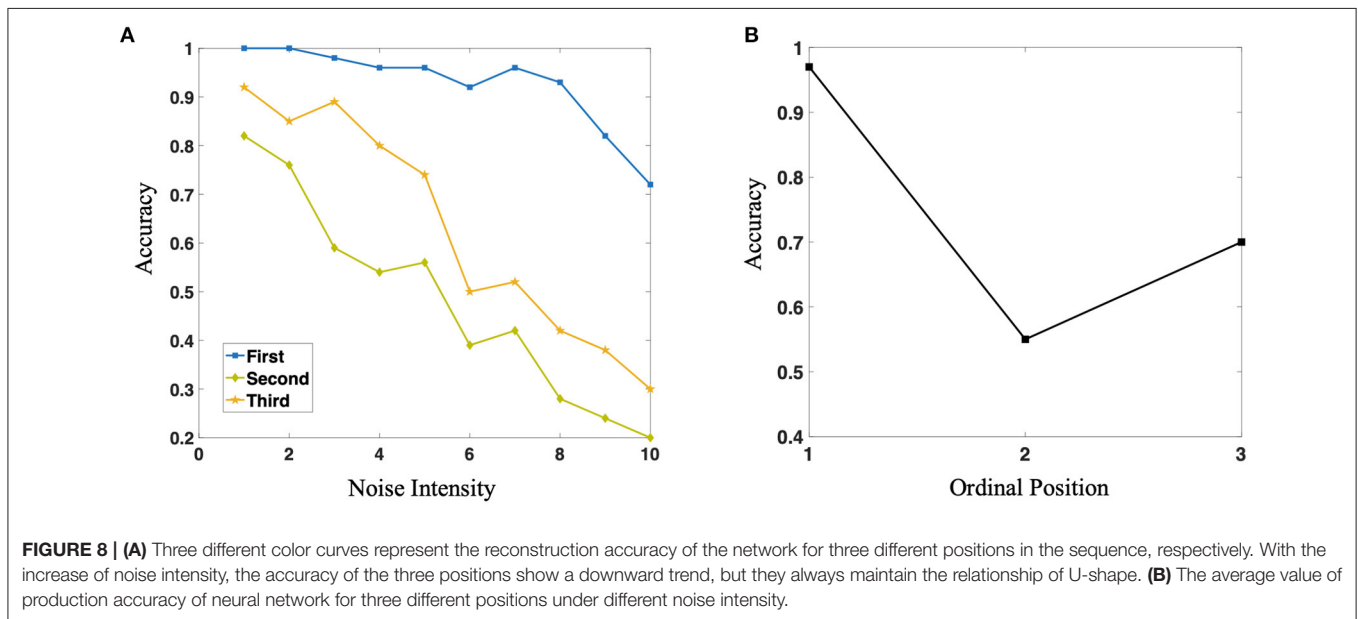 A
B
1
0.9
0.8
0.7
0.6
0.5
0.4
0.3
0.2
Accuracy
First
Second
Third
0
2
4
6
8
10
Noise Intensity
1
0.9
0.8
0.7
0.6
0.5
0.4
Accuracy
1
2
3
Ordinal Position
FIGURE 8 | (A) Three different color curves represent the reconstruction accuracy of the network for three different positions in the sequence, respectively. With the
increase of noise intensity, the accuracy of the three positions show a downward trend, but they always maintain the relationship of U-shape. (B) The average value of
production accuracy of neural network for three different positions under different noise intensity.